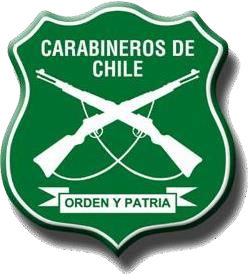 CARABINEROS DE
CHILE
ORDEN Y PATRIA